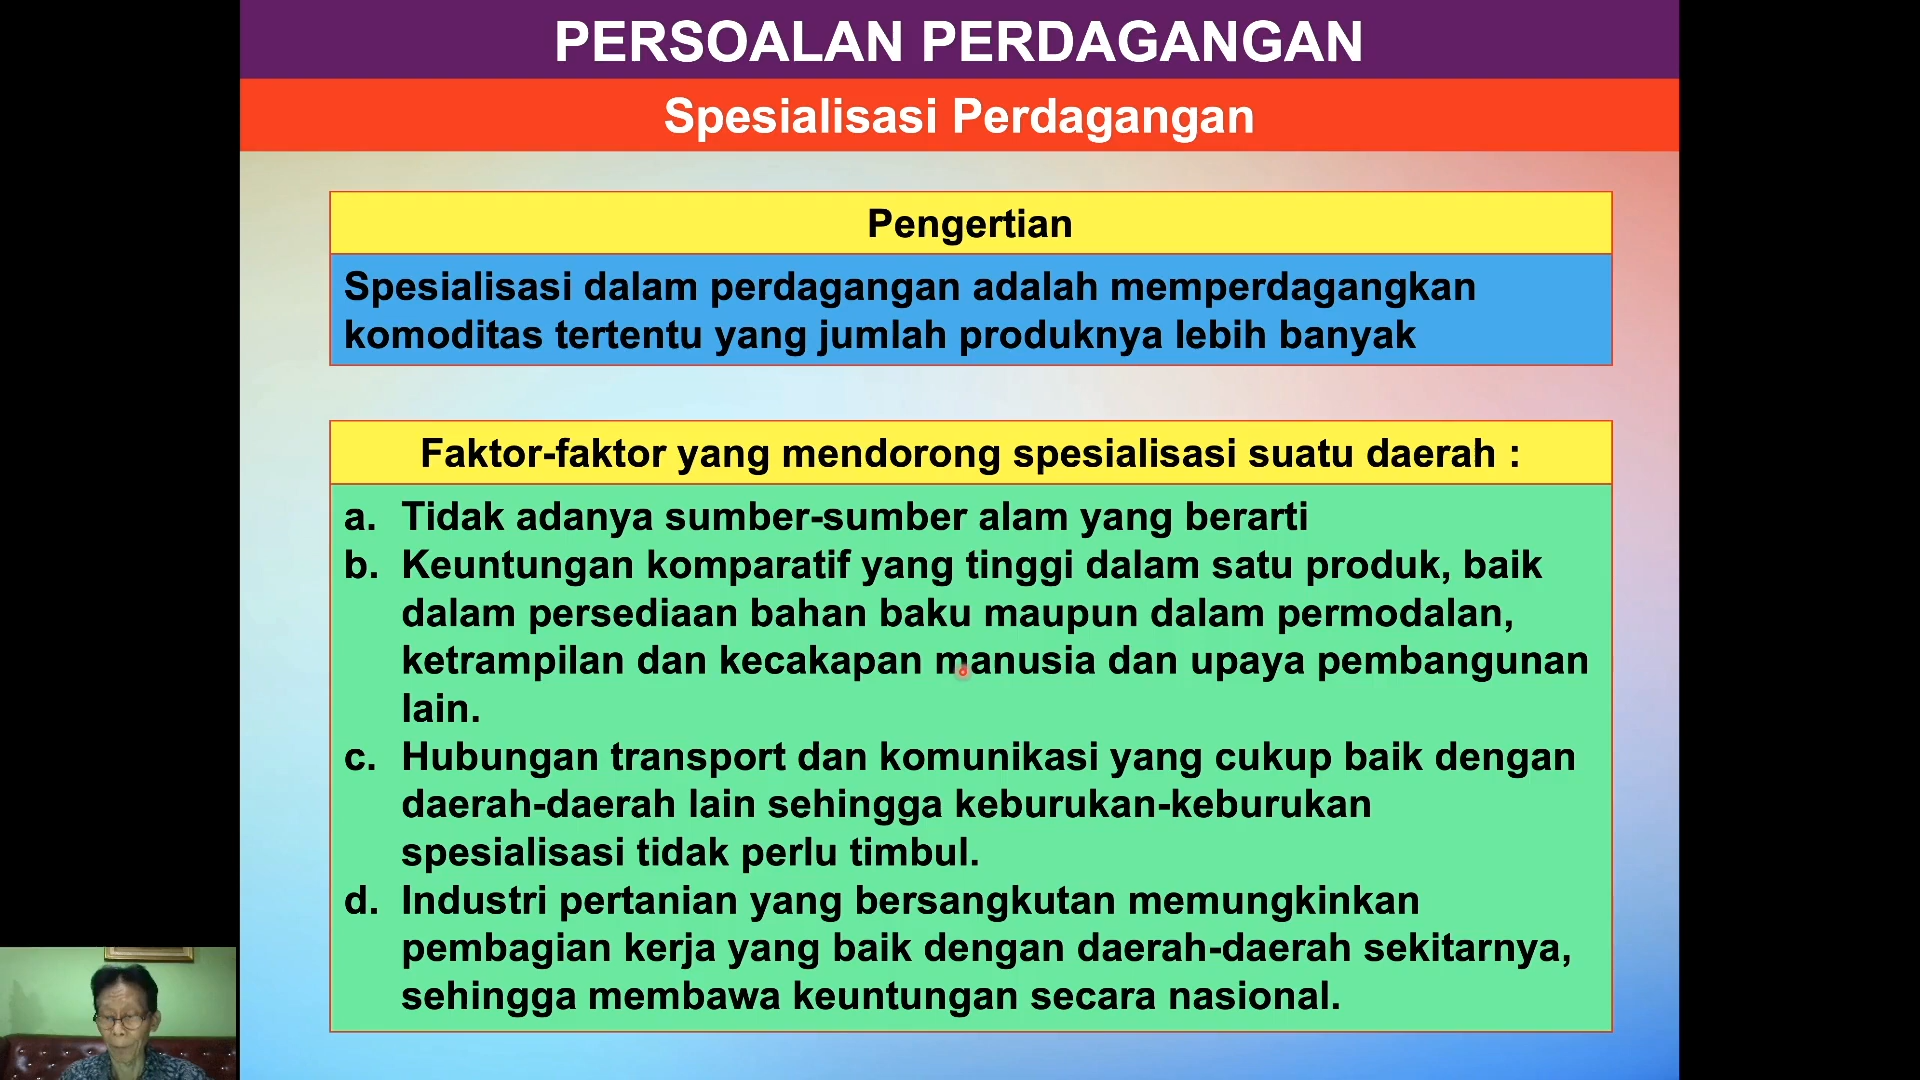 PERSOALAN PERDAGANGAN
Spesialisasi Perdagangan
Pengertian
Spesialisasi dalam perdagangan adalah memperdagangkan
komoditas tertentu yang jumlah produknya lebih banyak
Faktor-faktor yang mendorong spesialisasi suatu daerah :
a. Tidak adanya sumber-sumber alam yang berarti
b. Keuntungan komparatif yang tinggi dalam satu produk, baik
dalam persediaan bahan baku maupun dalam permodalan,
ketrampilan dan kecakapan manusia dan upaya pembangunan
lain.
c. Hubungan transport dan komunikasi yang cukup baik dengan
daerah-daerah lain sehingga keburukan-keburukan
spesialisasi tidak perlu timbul.
d. Industri pertanian yang bersangkutan memungkinkan
pembagian kerja yang baik dengan daerah-daerah sekitarnya,
sehingga membawa keuntungan secara nasional.